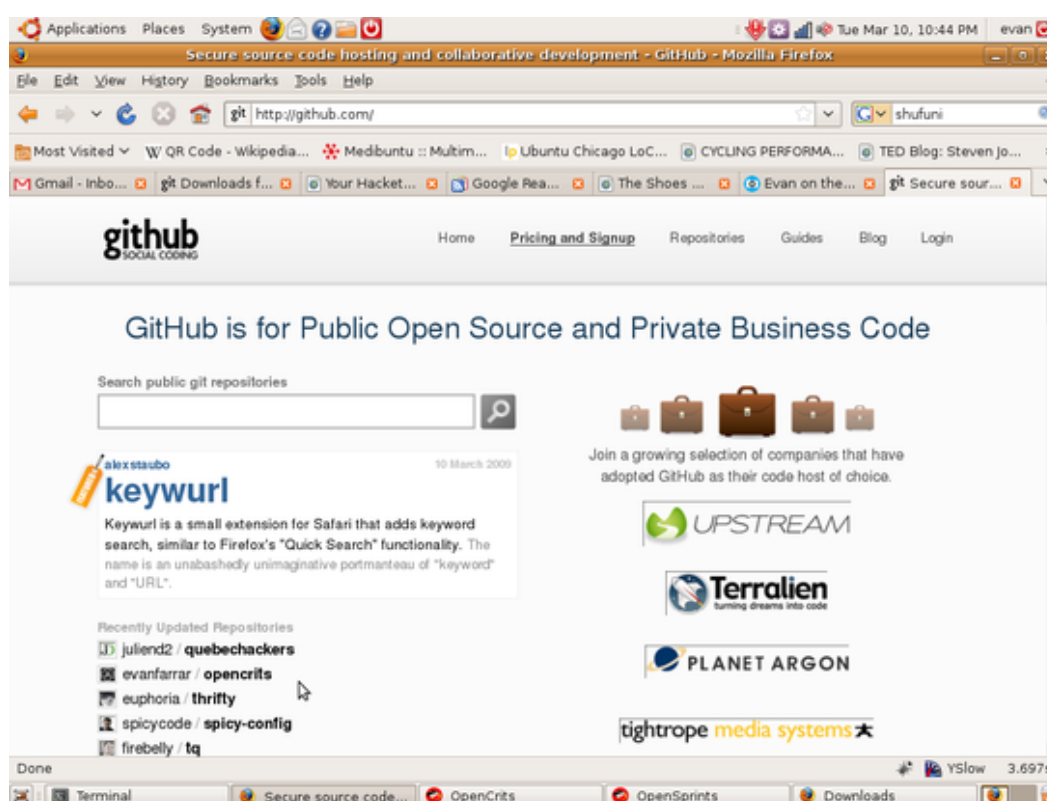 Applications Places System Tue Mar 10, 10:44 PM evan
Secure source code hosting and collaborative development - GitHub - Mozilla Firefox
File Edit View History Bookmarks Tools Help
git http://github.com/ shufuni
Most Visited QR Code - Wikipedia... Medibuntu :: Multim... Ubuntu Chicago LoC... CYCLING PERFORMA... TED Blog: Steven Jo...
Gmail - Inbo... git Downloads f... Your Hacket... Google Rea... The Shoes ... Evan on the... git Secure sour...
github
SOCIAL CODING
Home Pricing and Signup Repositories Guides Blog Login
GitHub is for Public Open Source and Private Business Code
Search public git repositories
alexstaubo 10 March 2009
keywurl
Keywurl is a small extension for Safari that adds keyword
search, similar to Firefox's "Quick Search" functionality. The
name is an unabashedly unimaginative portmanteau of "keyword"
and "URL".
Recently Updated Repositories
juliend2 / quebechackers
evanfarrar / opencrits
euphoria / thrifty
spicycode / spicy-config
firebelly / tq
Join a growing selection of companies that have
adopted GitHub as their code host of choice.
UPSTREAM
Terralien
turning dreams into code
PLANET ARGON
tightrope media systems
Done YSlow 3.697s
Terminal Secure source code... OpenCrits OpenSprints Downloads